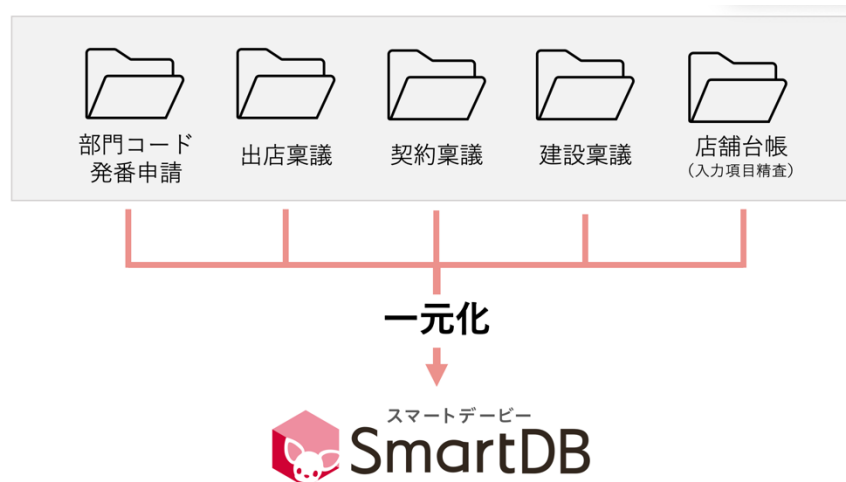 部門コード
発番申請
出店稟議
契約稟議
建設稟議
店舗台帳
(入力項目精査)
一元化
スマートデービー
SmartDB